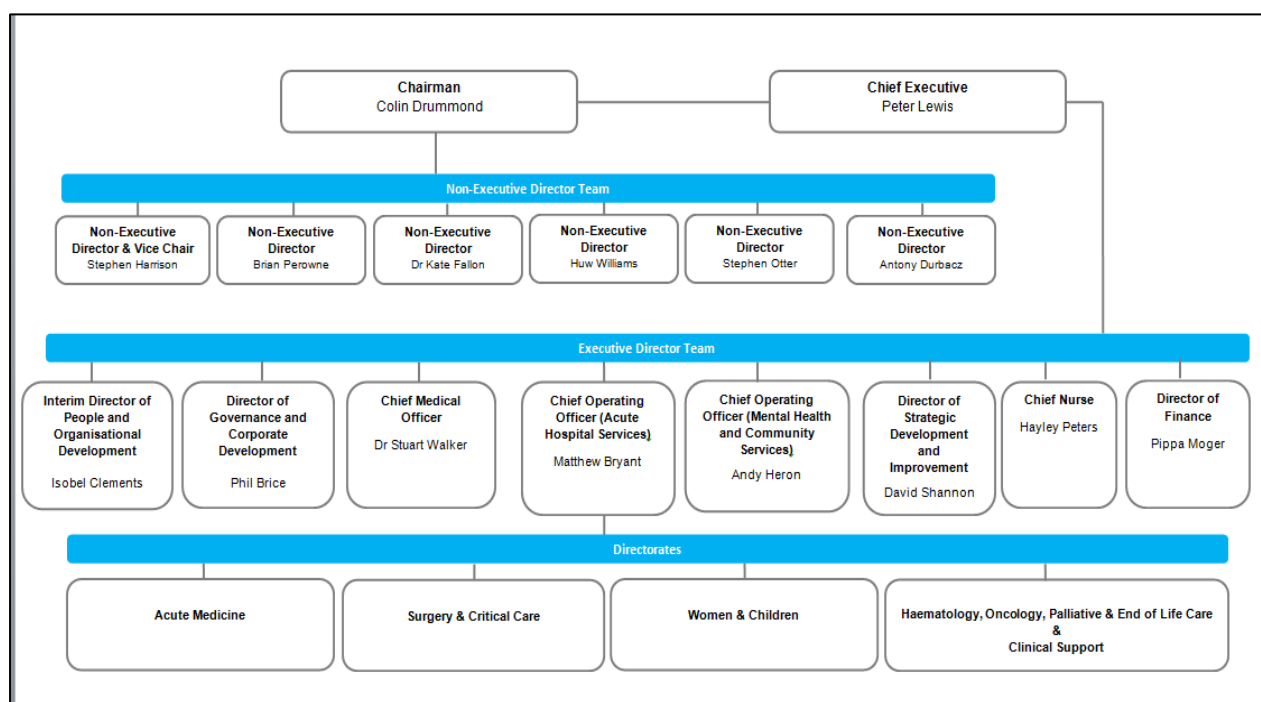 Chairman
Colin Drummond
Chief Executive
Peter Lewis
Non-Executive Director Team
Non-Executive
Director & Vice Chair
Stephen Harrison
Non-Executive
Director
Brian Perowne
Non-Executive
Director
Dr Kate Fallon
Non-Executive
Director
Huw Williams
Non-Executive
Director
Stephen Otter
Non-Executive
Director
Antony Durbacz
Executive Director Team
Interim Director of
People and
Organisational
Development
Isobel Clements
Director of
Governance and
Corporate
Development
Phil Brice
Chief Medical
Officer
Dr Stuart Walker
Chief Operating
Officer (Acute
Hospital Services)
Matthew Bryant
Chief Operating
Officer (Mental Health
and Community
Services)
Andy Heron
Director of
Strategic
Development
and
Improvement
David Shannon
Chief Nurse
Hayley Peters
Director of
Finance
Pippa Moger
Directorates
Acute Medicine
Surgery & Critical Care
Women & Children
Haematology, Oncology, Palliative & End of Life Care
&
Clinical Support